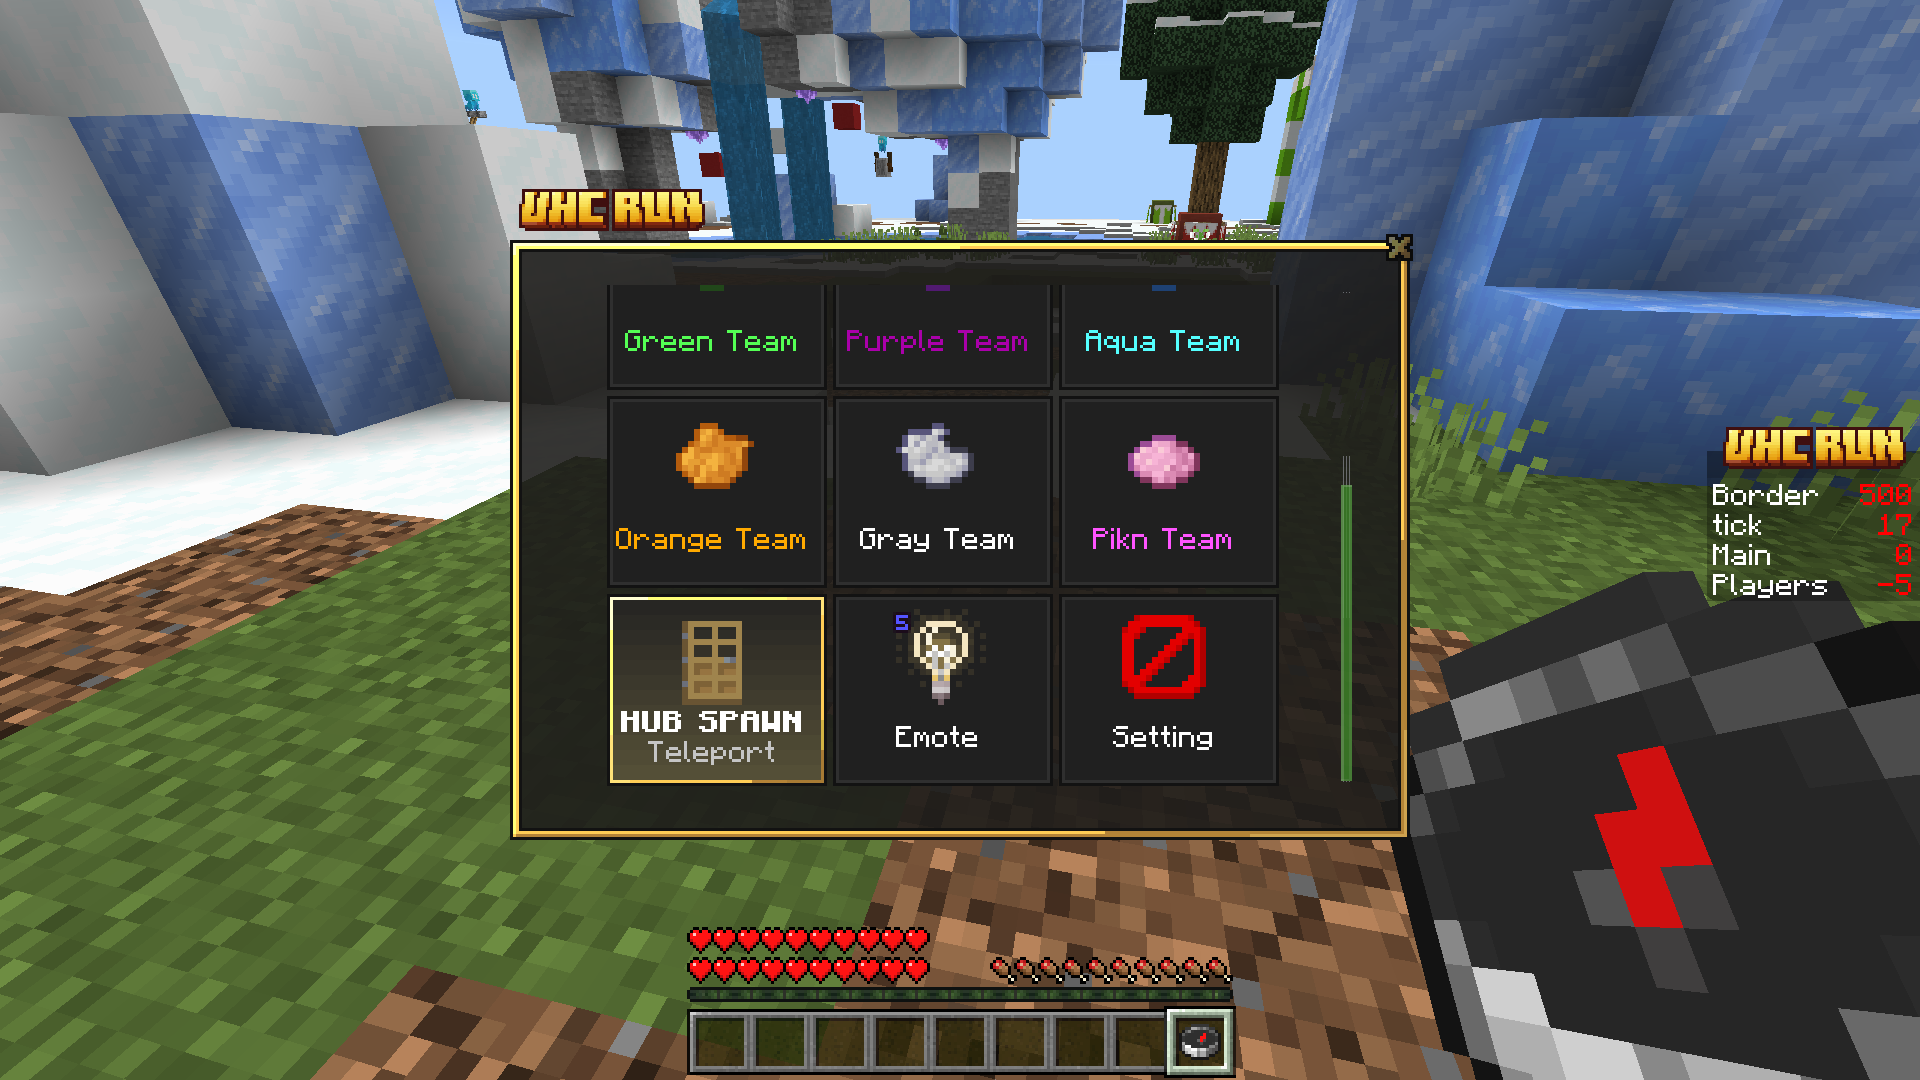 UHC RUN
Green Team
Purple Team
Aqua Team
Orange Team
Gray Team
Pikn Team
HUB SPAWN
Teleport
5
Emote
Setting
UHC RUN
Border 500
tick 17
Main 0
Players -5